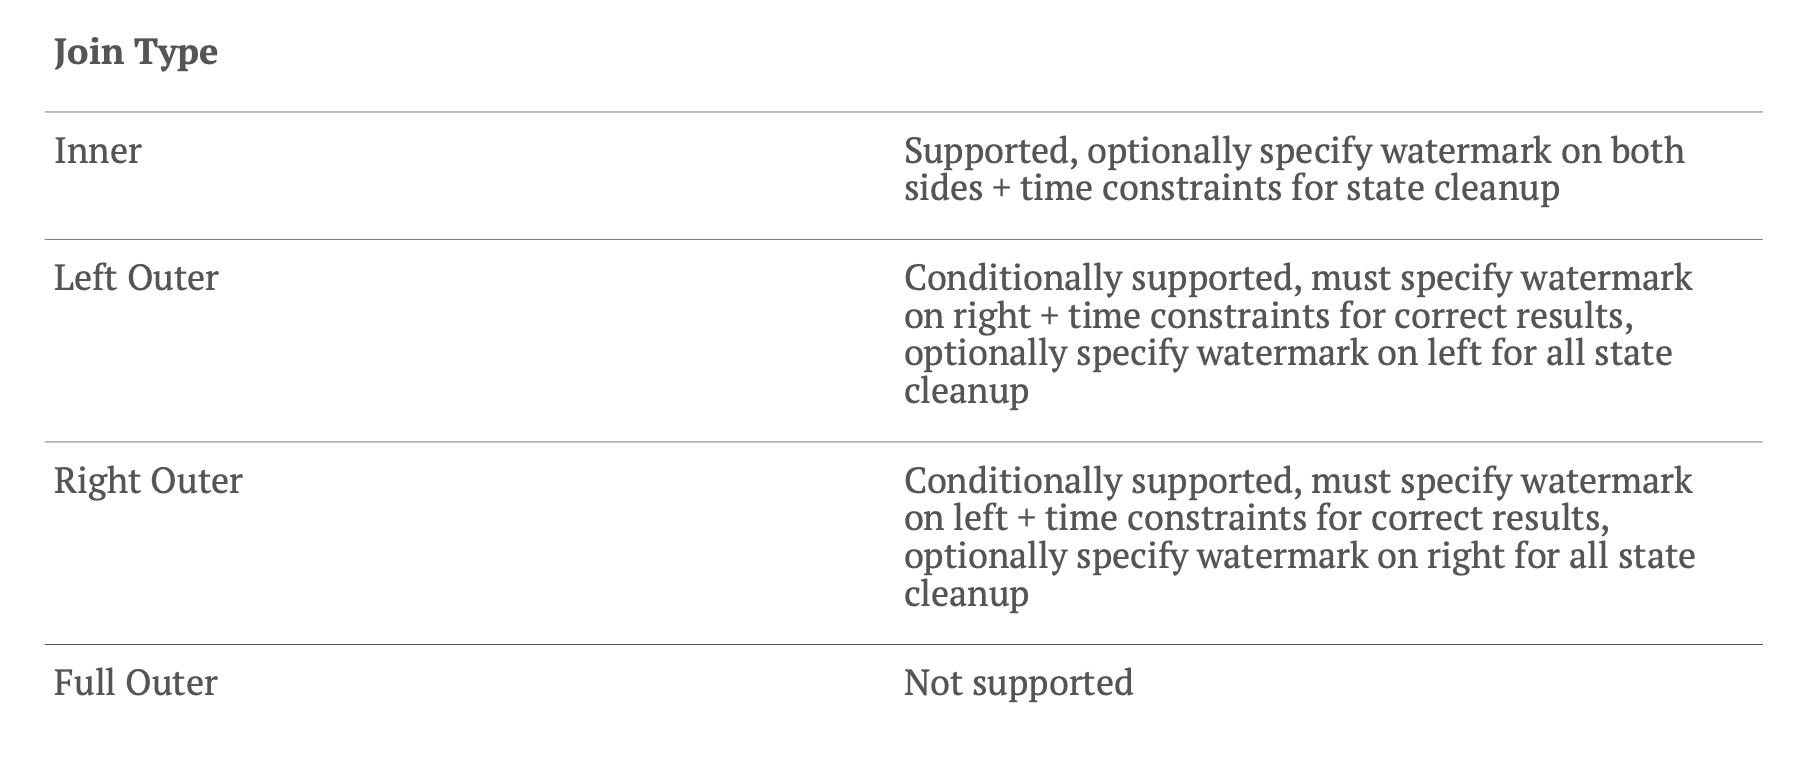 Join Type
Inner
Supported, optionally specify watermark on both
sides + time constraints for state cleanup
Left Outer
Conditionally supported, must specify watermark
on right + time constraints for correct results,
optionally specify watermark on left for all state
cleanup
Right Outer
Conditionally supported, must specify watermark
on left + time constraints for correct results,
optionally specify watermark on right for all state
cleanup
Full Outer
Not supported